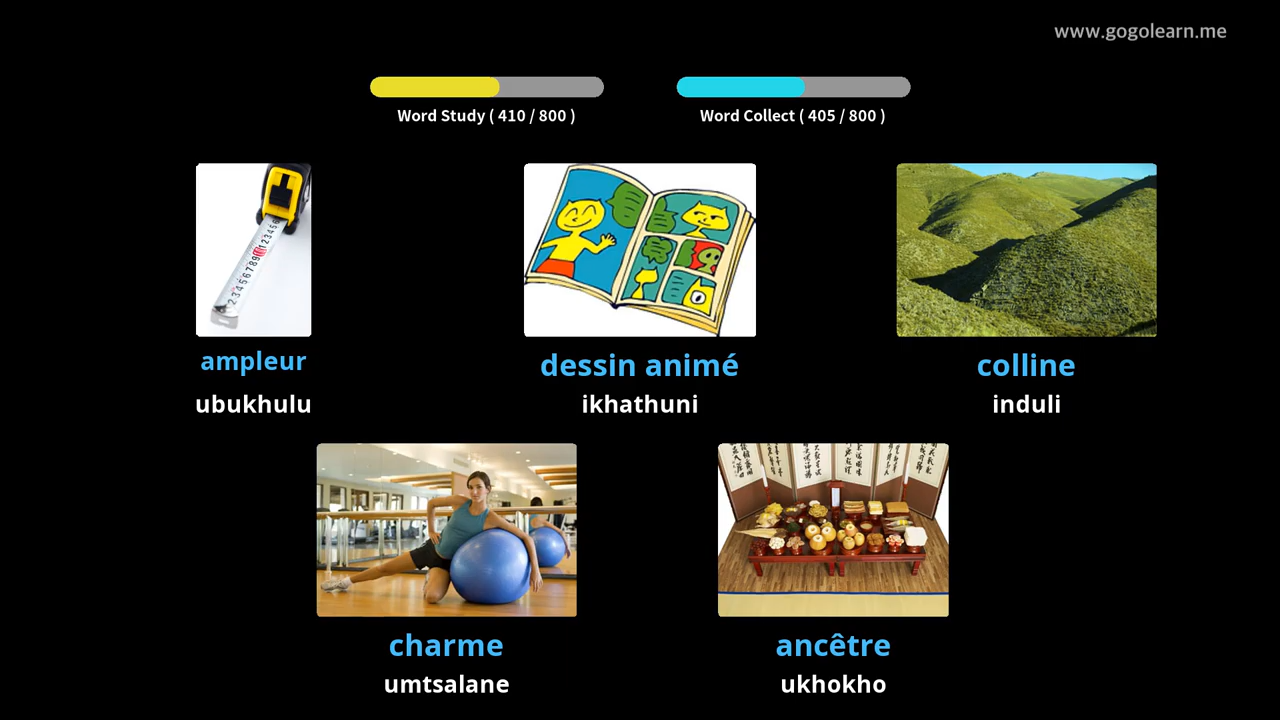 www.gogolearn.me
Word Study ( 410 / 800 )
Word Collect ( 405 / 800 )
ampleur
ubukhulu
dessin animé
ikhathuni
colline
induli
charme
umtsalane
ancêtre
ukhokho